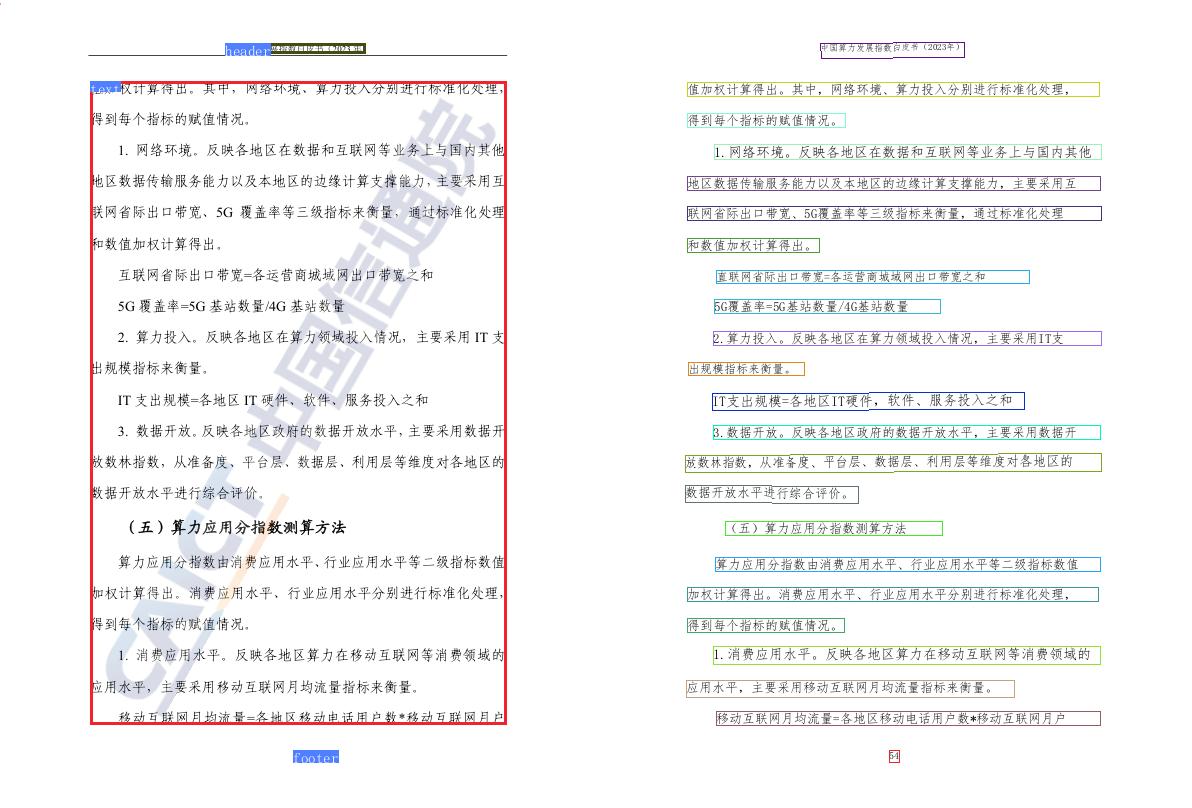 header
指数白皮书（2023年
text
权计算得出。其中，网络环境、算力投入分别进行标准化处理，
得到每个指标的赋值情况。
1. 网络环境。反映各地区在数据和互联网等业务上与国内其他
地区数据传输服务能力以及本地区的边缘计算支撑能力，主要采用互
联网省际出口带宽、5G 覆盖率等三级指标来衡量，通过标准化处理
和数值加权计算得出。
互联网省际出口带宽=各运营商城域网出口带宽之和
5G 覆盖率=5G 基站数量/4G 基站数量
2. 算力投入。反映各地区在算力领域投入情况，主要采用 IT 支
出规模指标来衡量。
IT 支出规模=各地区 IT 硬件、软件、服务投入之和
3. 数据开放。反映各地区政府的数据开放水平，主要采用数据开
放数林指数，从准备度、平台层、数据层、利用层等维度对各地区的
数据开放水平进行综合评价。
（五）算力应用分指数测算方法
算力应用分指数由消费应用水平、行业应用水平等二级指标数值
加权计算得出。消费应用水平、行业应用水平分别进行标准化处理，
得到每个指标的赋值情况。
1. 消费应用水平。反映各地区算力在移动互联网等消费领域的
应用水平，主要采用移动互联网月均流量指标来衡量。
移动互联网月均流量=各地区移动电话用户数*移动互联网月户
footer
CAICT 中国信通院
中国算力发展指数白皮书（2023年）
值加权计算得出。其中，网络环境、算力投入分别进行标准化处理，
得到每个指标的赋值情况。
1.网络环境。反映各地区在数据和互联网等业务上与国内其他
地区数据传输服务能力以及本地区的边缘计算支撑能力，主要采用互
联网省际出口带宽、5G覆盖率等三级指标来衡量，通过标准化处理
和数值加权计算得出。
直联网省际出口带宽=各运营商城域网出口带宽之和
5G覆盖率=5G基站数量/4G基站数量
2.算力投入。反映各地区在算力领域投入情况，主要采用IT支
出规模指标来衡量。
IT支出规模=各地区IT硬件，软件、服务投入之和
3.数据开放。反映各地区政府的数据开放水平，主要采用数据开
放数林指数，从准备度、平台层、数据层、利用层等维度对各地区的
数据开放水平进行综合评价。
（五）算力应用分指数测算方法
算力应用分指数由消费应用水平、行业应用水平等二级指标数值
加权计算得出。消费应用水平、行业应用水平分别进行标准化处理，
得到每个指标的赋值情况。
1.消费应用水平。反映各地区算力在移动互联网等消费领域的
应用水平，主要采用移动互联网月均流量指标来衡量。
移动互联网月均流量=各地区移动电话用户数*移动互联网月户
54